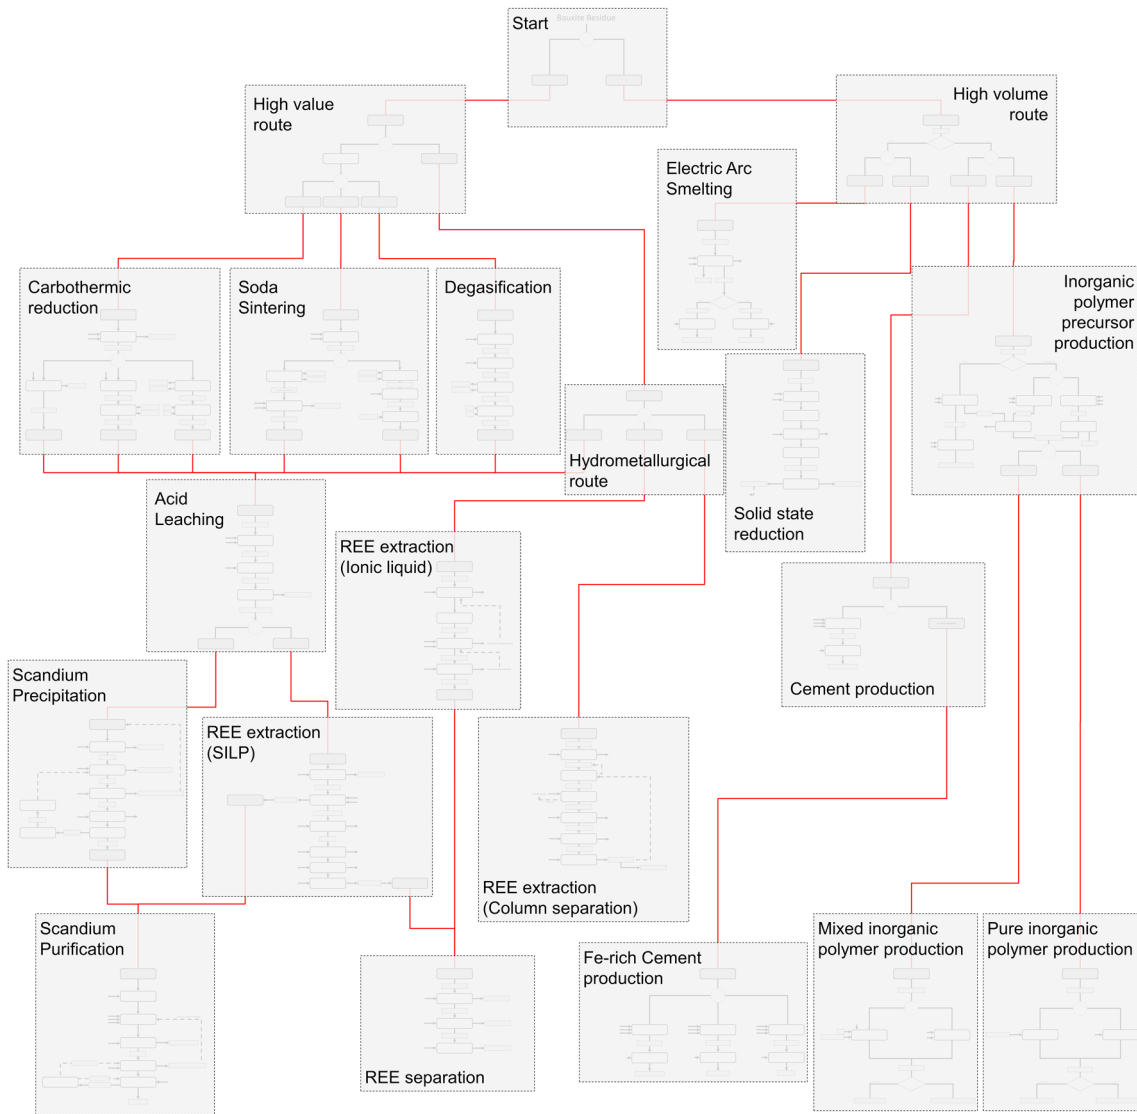 Bauxite Residue
Start
High value
route
High volume
route
Electric Arc
Smelting
Carbothermic
reduction
Soda
Sintering
Degasification
Inorganic
polymer
precursor
production
Hydrometallurgical
route
Acid
Leaching
Solid state
reduction
REE extraction
(Ionic liquid)
Cement production
Scandium
Precipitation
REE extraction
(SILP)
REE extraction
(Column separation)
Scandium
Purification
Fe-rich Cement
production
Mixed inorganic
polymer production
Pure inorganic
polymer production
REE separation